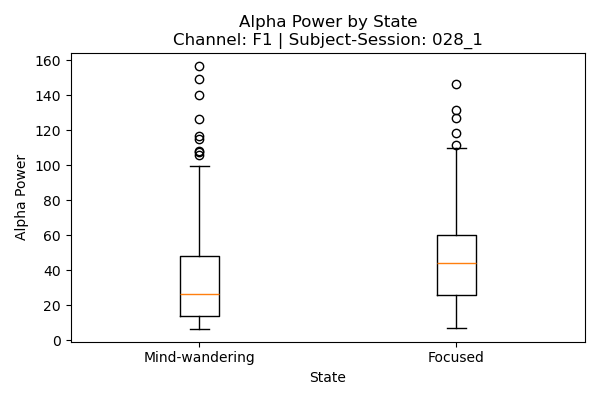 Alpha Power by State
Channel: F1 | Subject-Session: 028_1
160
140
120
100
80
60
40
20
0
Alpha Power
Mind-wandering
Focused
State